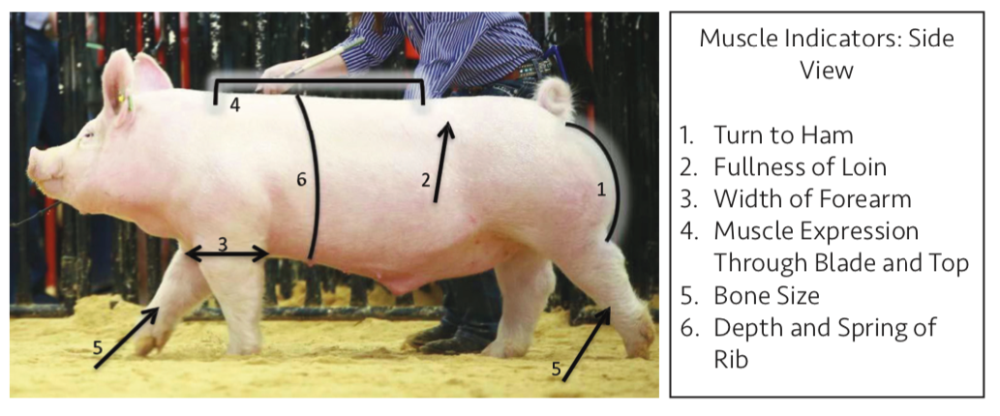 Muscle Indicators: Side
View
1. Turn to Ham
2. Fullness of Loin
3. Width of Forearm
4. Muscle Expression
Through Blade and Top
5. Bone Size
6. Depth and Spring of
Rib
4
6
2
1
3
5
5